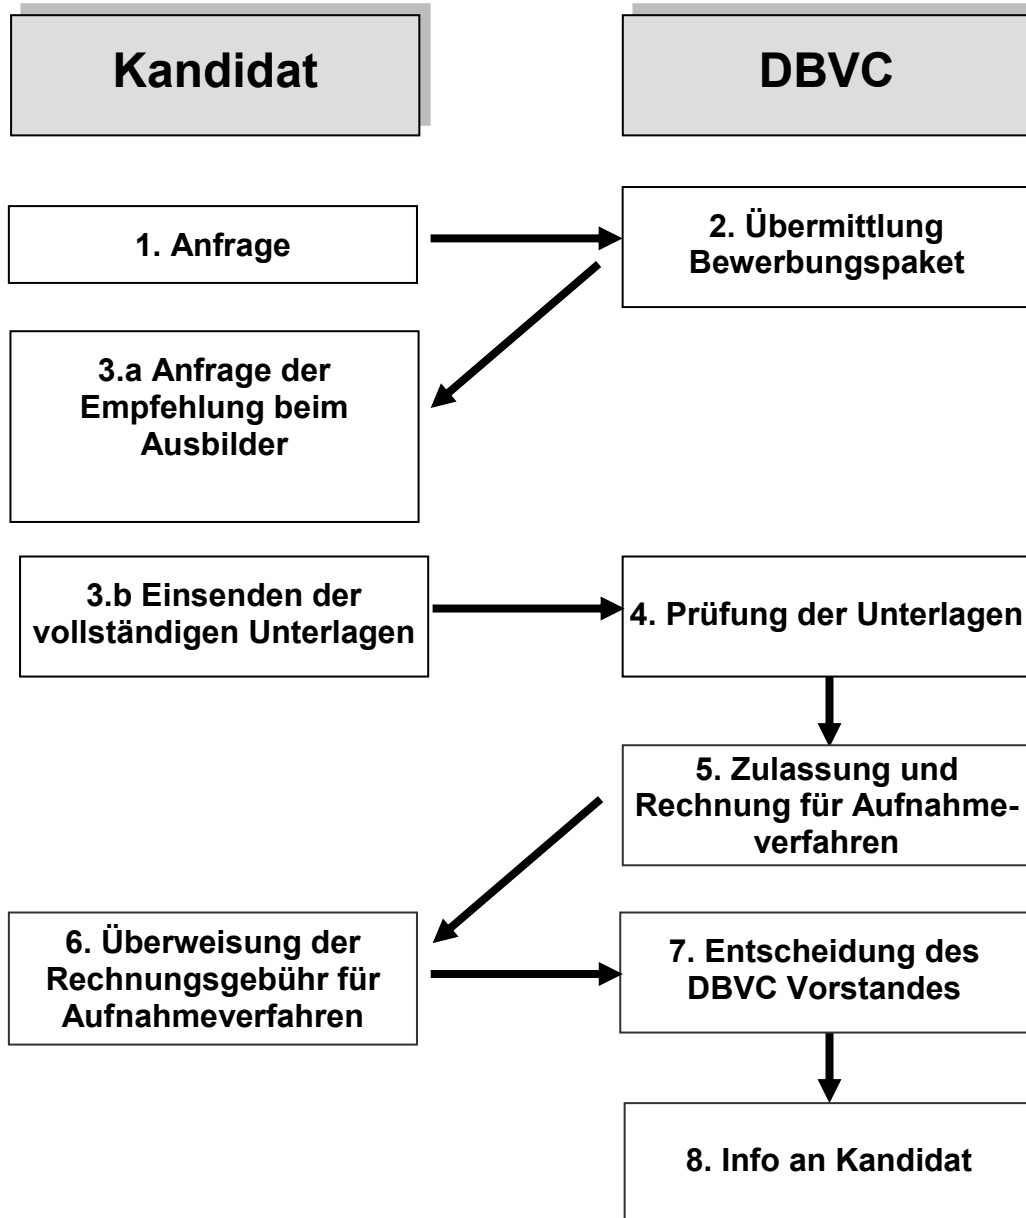 Kandidat
DBVC
1. Anfrage
2. Übermittlung
Bewerbungspaket
3.a Anfrage der
Empfehlung beim
Ausbilder
3.b Einsenden der
vollständigen Unterlagen
4. Prüfung der Unterlagen
5. Zulassung und
Rechnung für Aufnahme-
verfahren
6. Überweisung der
Rechnungsgebühr für
Aufnahmeverfahren
7. Entscheidung des
DBVC Vorstandes
8. Info an Kandidat